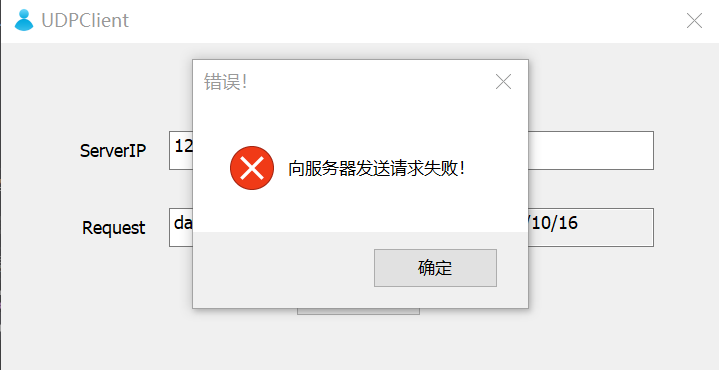 UDPClient
错误！
ServerIP
12
向服务器发送请求失败！
Request
da
/10/16
确定